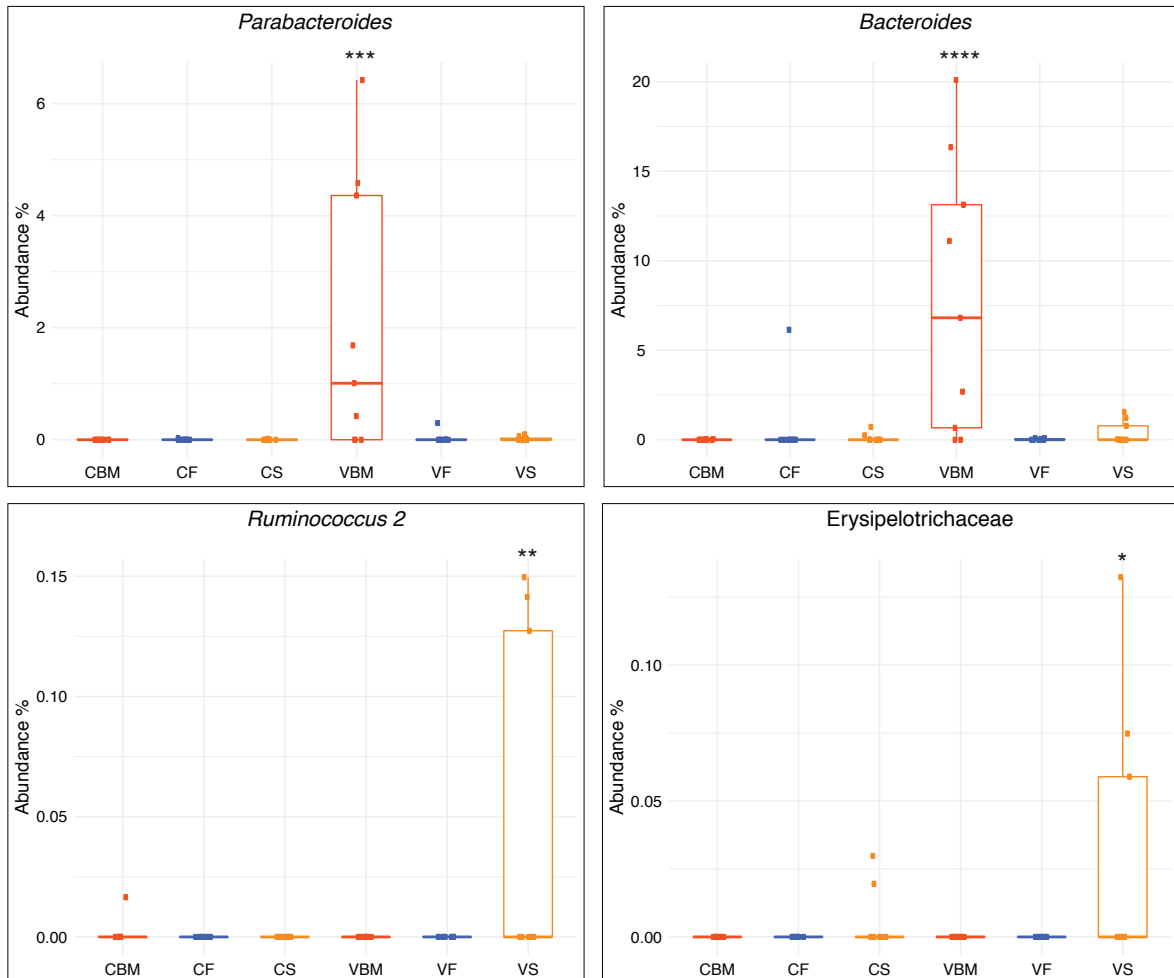 Parabacteroides
***
6
4
2
0
Abundance %
CBM CF CS VBM VF VS
Bacteroides
****
20
15
10
5
0
Abundance %
CBM CF CS VBM VF VS
Ruminococcus 2
**
0.15
0.10
0.05
0.00
Abundance %
CBM CF CS VBM VF VS
Erysipelotrichaceae
*
0.10
0.05
0.00
Abundance %
CBM CF CS VBM VF VS